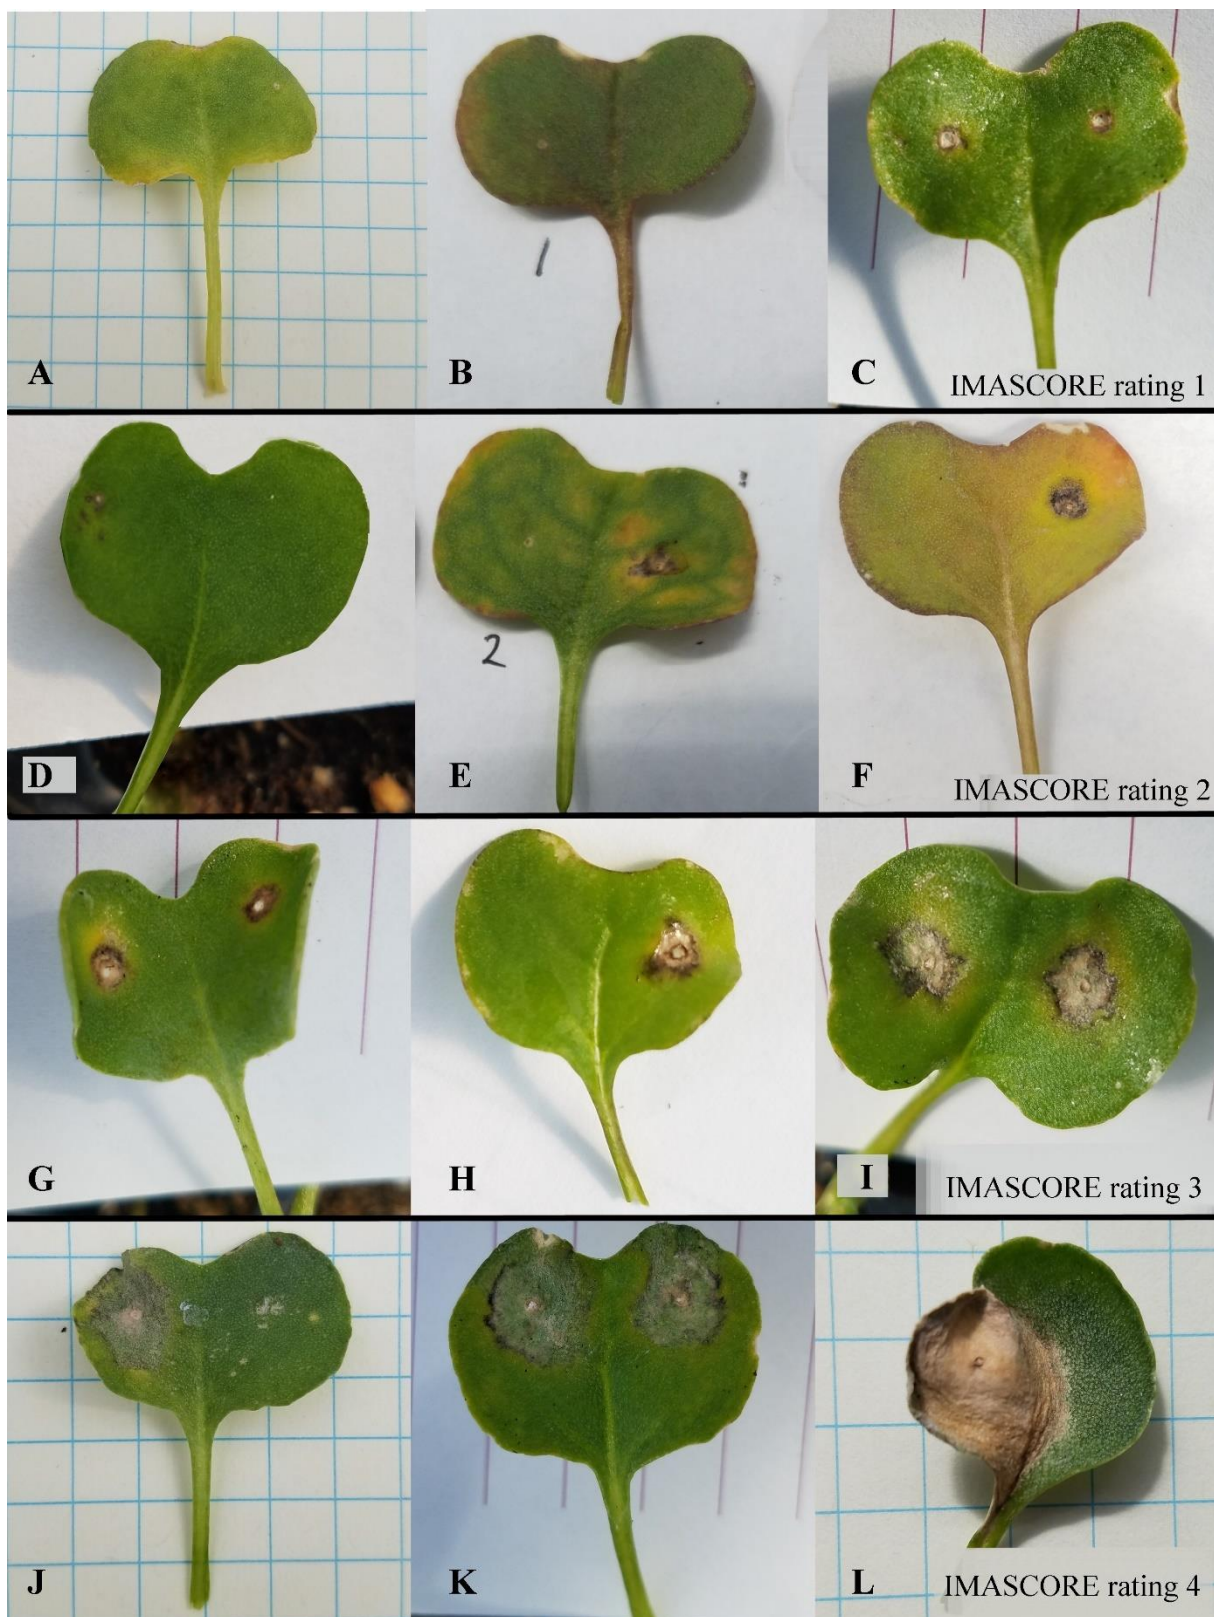 A
B
1
C
IMASCORE rating 1
D
E
2
F
IMASCORE rating 2
G
H
I
IMASCORE rating 3
J
K
L
IMASCORE rating 4